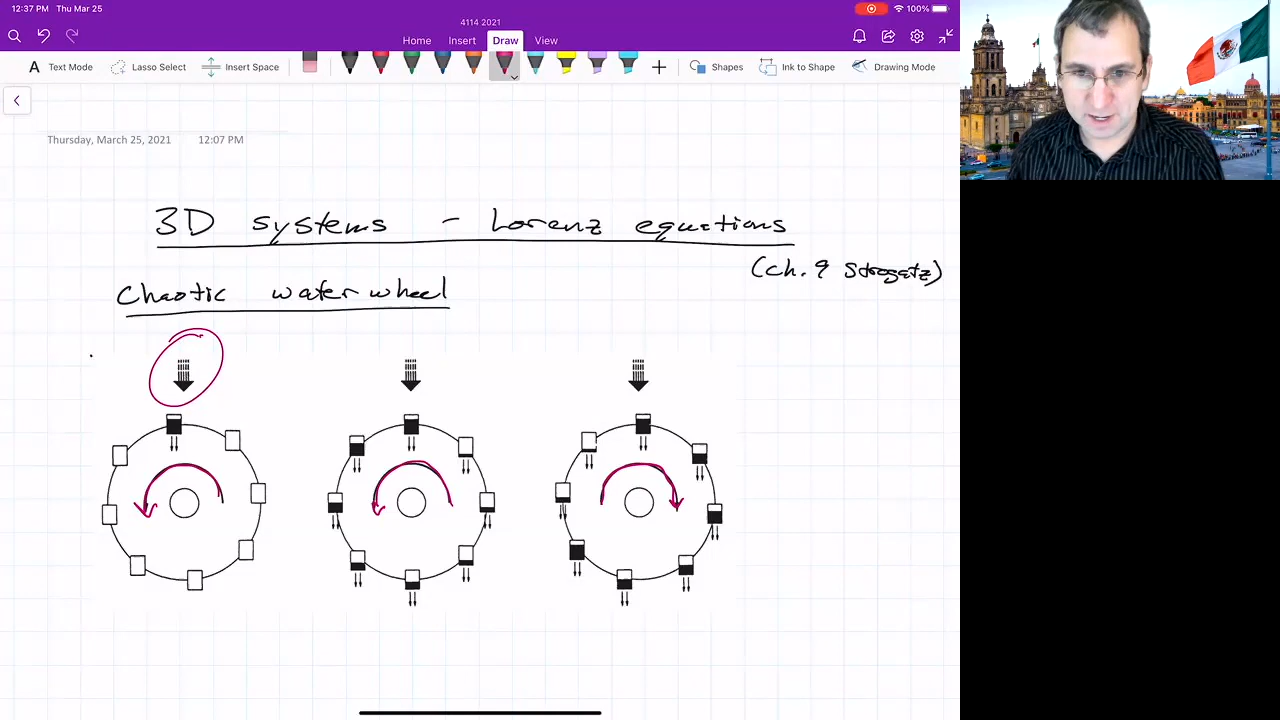 12:37 PM Thu Mar 25
100%
4114 2021
Home Insert Draw View
A Text Mode Lasso Select Insert Space Shapes Ink to Shape Drawing Mode
Thursday, March 25, 2021 12:07 PM
3D systems - Lorenz equations
(Ch. 9 Strogatz)
Chaotic waterwheel